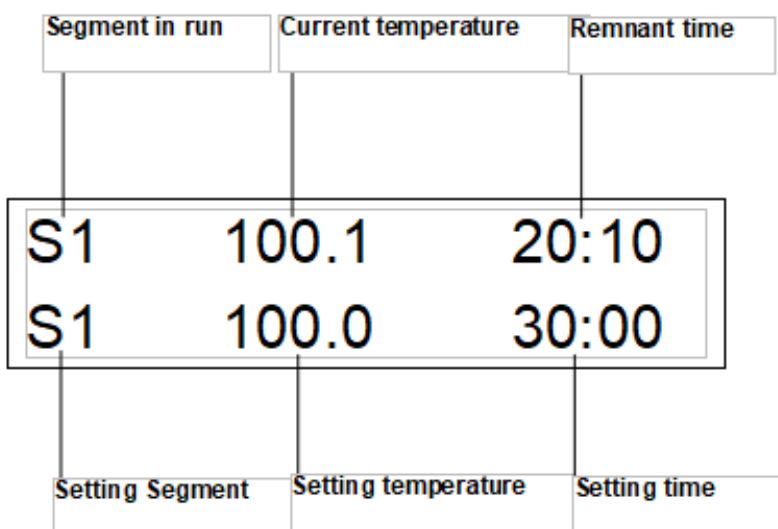 Segment in run Current temperature Remnant time
S1 100.1 20:10
S1 100.0 30:00
Setting Segment Setting temperature Setting time